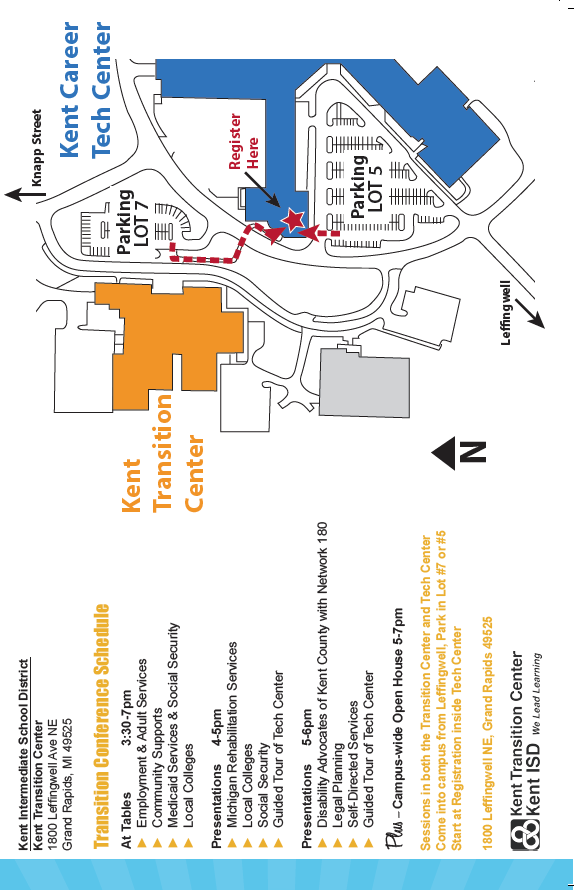 Kent Intermediate School District
Kent Transition Center
1800 Leffingwell Ave NE
Grand Rapids, MI 49525
Transition Conference Schedule
At Tables 3:30-7pm
Employment & Adult Services
Community Supports
Medicaid Services & Social Security
Local Colleges
Presentations 4-5pm
Michigan Rehabilitation Services
Local Colleges
Social Security
Guided Tour of Tech Center
Presentations 5-6pm
Disability Advocates of Kent County with Network 180
Legal Planning
Self-Directed Services
Guided Tour of Tech Center
Plus – Campus-wide Open House 5-7pm
Sessions in both the Transition Center and Tech Center
Come into campus from Leffingwell, Park in Lot #7 or #5
Start at Registration inside Tech Center
1800 Leffingwell NE, Grand Rapids 49525
Kent Transition Center
Kent ISD We Lead Learning
Kent
Transition
Center
N
Parking
LOT 7
Knapp Street
Kent Career
Tech Center
Register
Here
Parking
LOT 5
Leffingwell